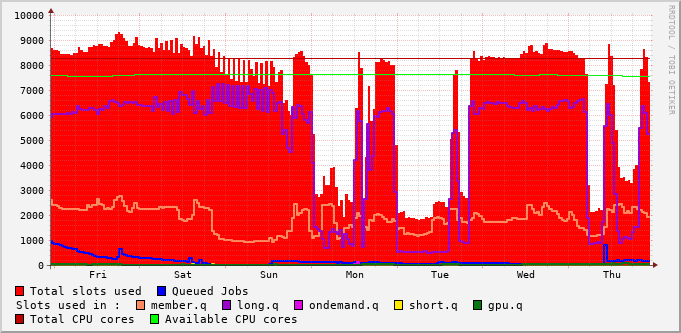 10000
9000
8000
7000
6000
5000
4000
3000
2000
1000
0
Fri Sat Sun Mon Tue Wed Thu
RRDTOOL / TOBI OETIKER
Total slots used Queued Jobs
Slots used in : member.q long.q ondemand.q short.q gpu.q
Total CPU cores Available CPU cores